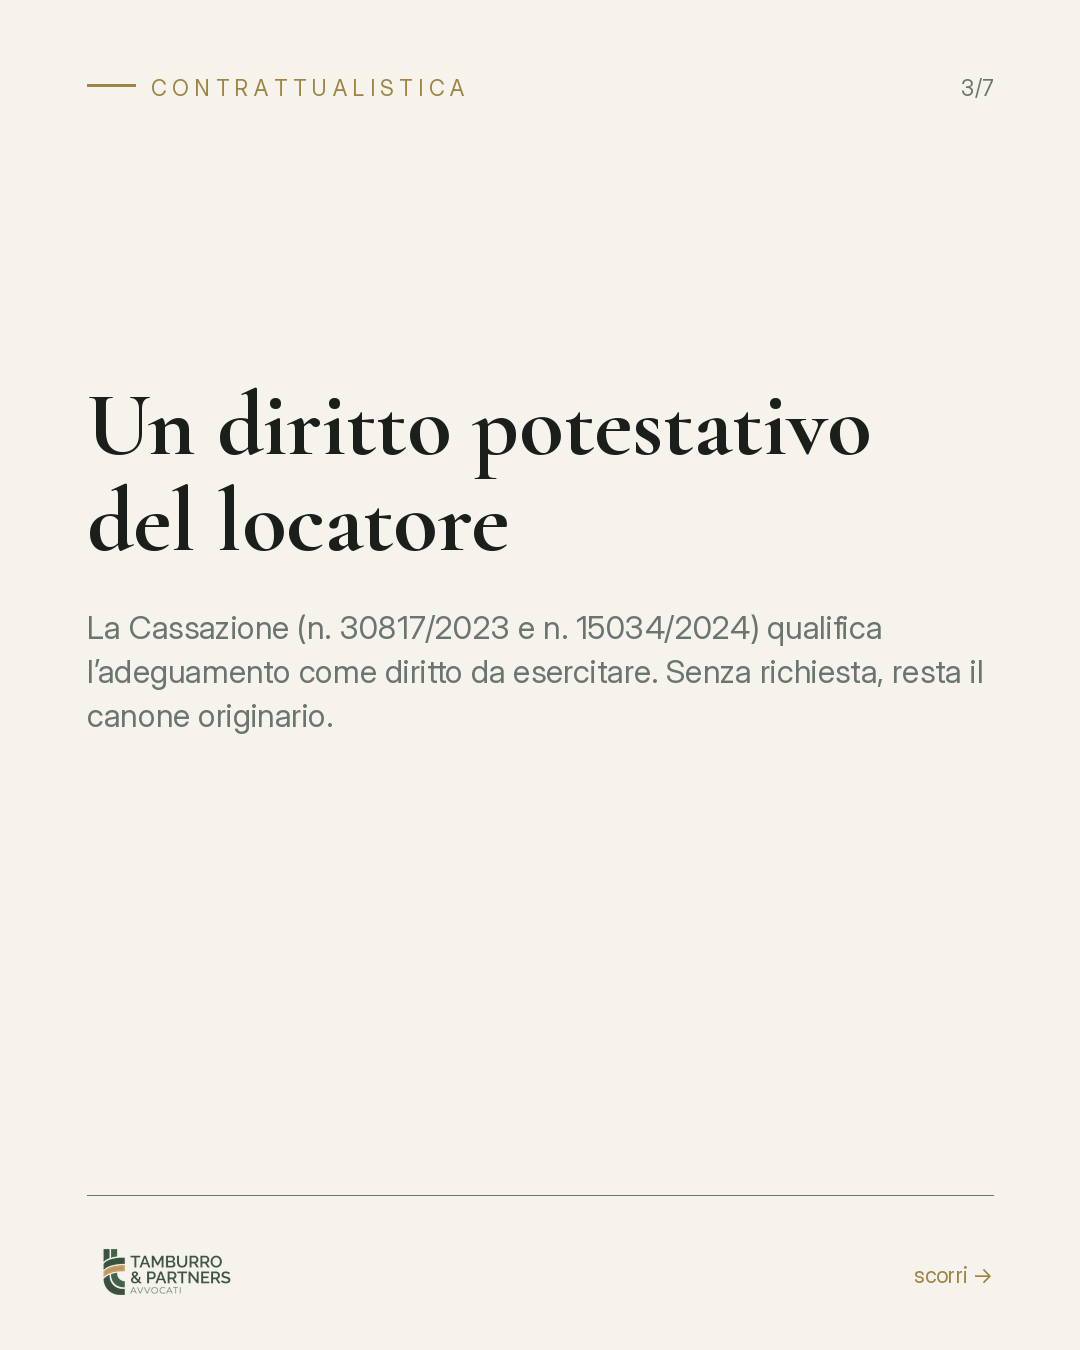 CONTRATTUALISTICA
3/7
Un diritto potestativo
del locatore
La Cassazione (n. 30817/2023 e n. 15034/2024) qualifica
l’adeguamento come diritto da esercitare. Senza richiesta, resta il
canone originario.
TAMBURRO
& PARTNERS
AVVOCATI
scorri →